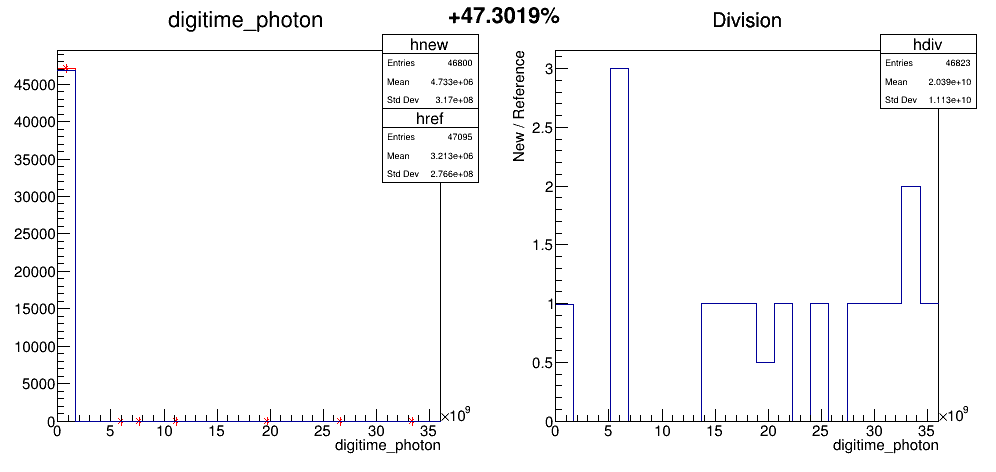 +47.3019%
digitime_photon
hnew
Entries 46800
Mean 4.733e+06
Std Dev 3.17e+08
href
Entries 47095
Mean 3.213e+06
Std Dev 2.766e+08
45000
40000
35000
30000
25000
20000
15000
10000
5000
0
0 5 10 15 20 25 30 35
×10⁹
digitime_photon
Division
hdiv
Entries 46823
Mean 2.039e+10
Std Dev 1.113e+10
New / Reference
3
2.5
2
1.5
1
0.5
0
0 5 10 15 20 25 30 35
×10⁹
digitime_photon